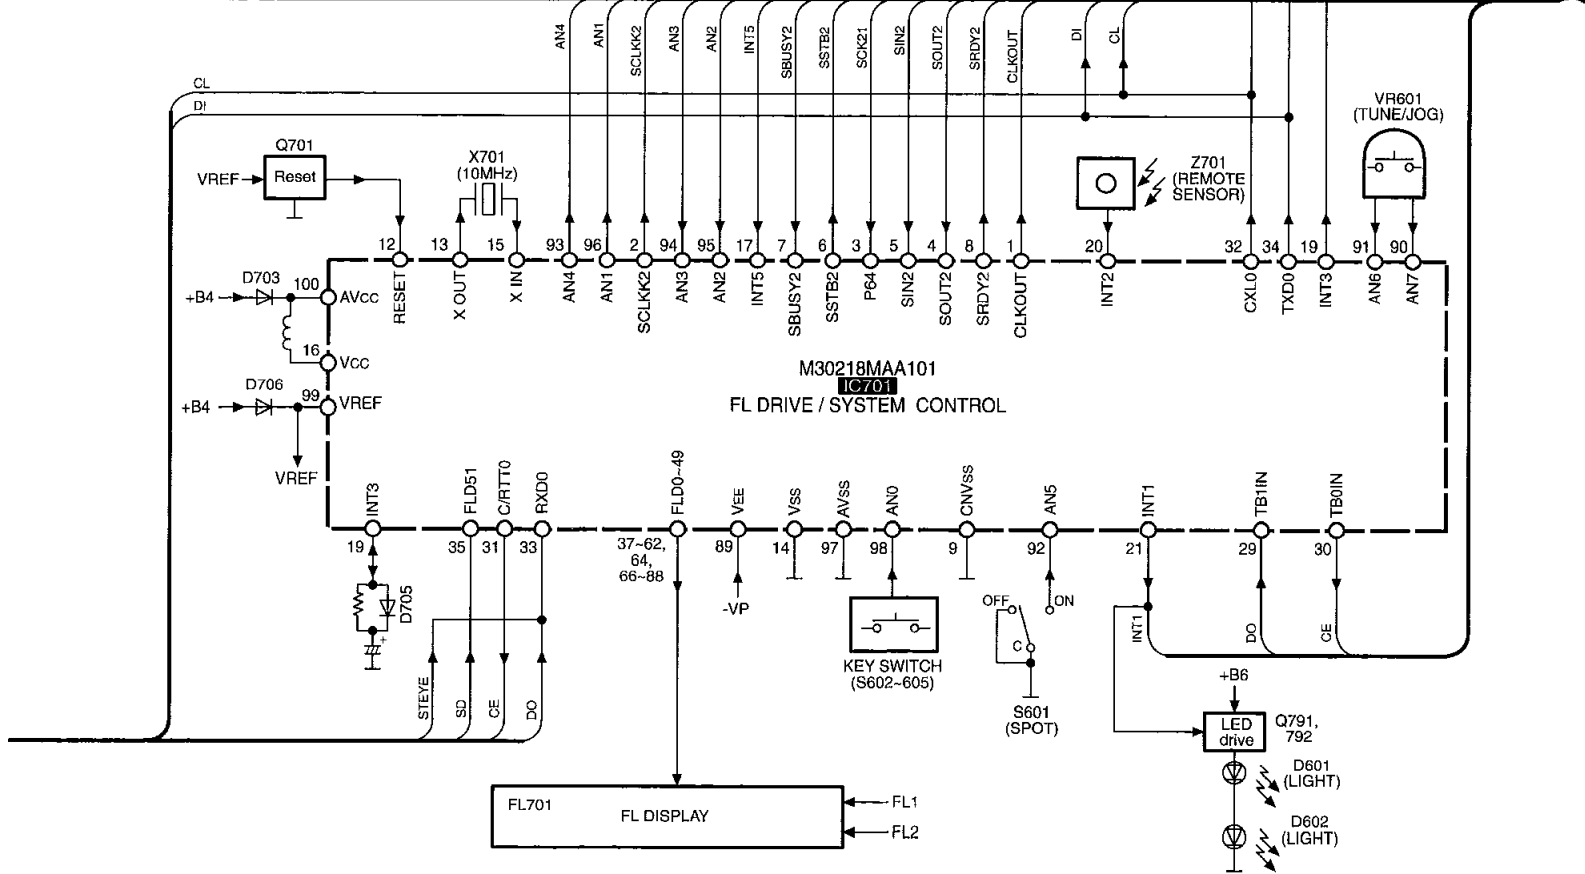 AN4
AN1
SCLKK2
AN3
AN2
INT5
SBUSY2
SSTB2
SCK21
SIN2
SOUT2
SRDY2
CLKOUT
DI
CL
CL
DI
VR601
(TUNE/JOG)
Q701
VREF
Reset
X701
(10MHz)
Z701
(REMOTE
SENSOR)
12
13
15
93
96
2
94
95
17
7
6
3
5
4
8
1
20
32
34
19
91
90
RESET
X OUT
X IN
AN4
AN1
SCLKK2
AN3
AN2
INT5
SBUSY2
SSTB2
P64
SIN2
SOUT2
SRDY2
CLKOUT
INT2
CXL0
TXD0
INT3
AN6
AN7
D703
+B4
100
AVCC
16
VCC
D706
+B4
99
VREF
VREF
M30218MAA101
IC701
FL DRIVE / SYSTEM CONTROL
INT3
FLD51
C/RTT0
RXD0
FLD0~49
VEE
VSS
AVSS
AN0
CNVSS
AN5
INT1
TB1IN
TB0IN
19
35
31
33
37~62,
64,
66~88
89
14
97
98
9
92
21
29
30
D705
+
-VP
OFF
ON
C
INT1
DO
CE
KEY SWITCH
(S602~605)
S601
(SPOT)
STEYE
SD
CE
DO
+B6
LED
drive
Q791,
792
D601
(LIGHT)
D602
(LIGHT)
FL701
FL DISPLAY
FL1
FL2